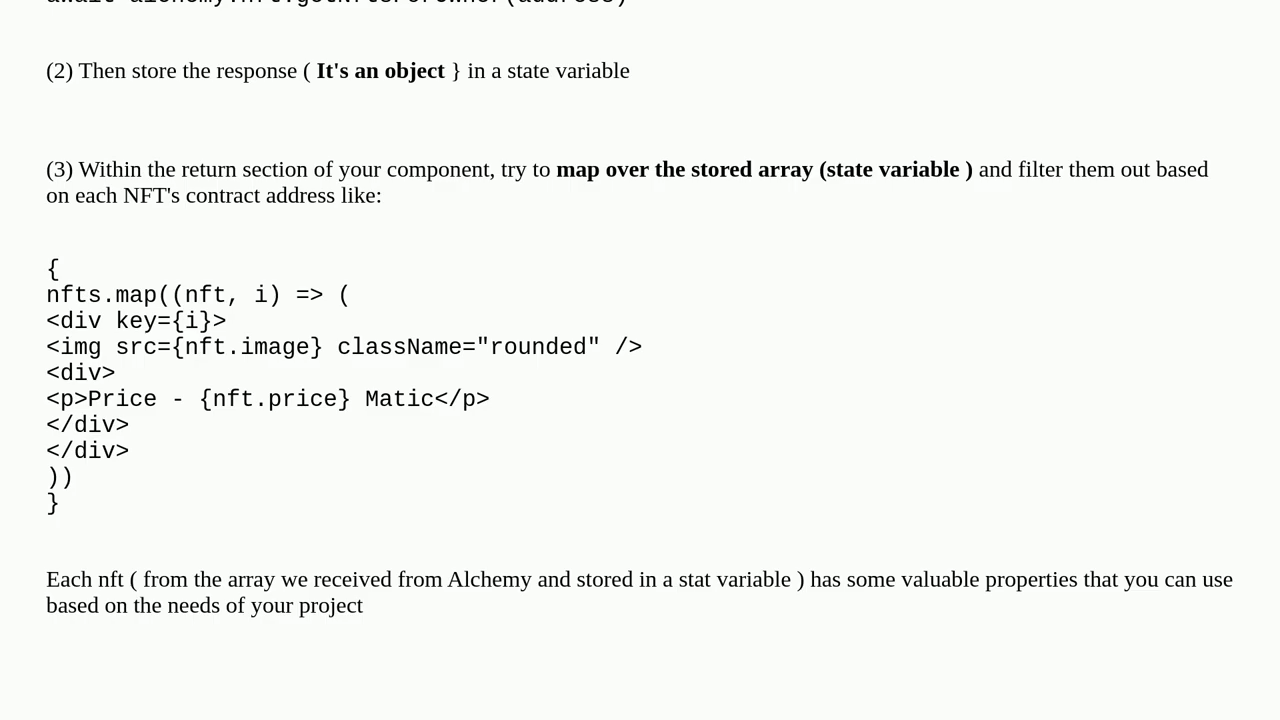 (2) Then store the response ( It's an object } in a state variable
(3) Within the return section of your component, try to map over the stored array (state variable ) and filter them out based
on each NFT's contract address like:
{
nfts.map((nft, i) => (
<div key={i}>
<img src={nft.image} className="rounded" />
<div>
<p>Price - {nft.price} Matic</p>
</div>
</div>
))
}
Each nft ( from the array we received from Alchemy and stored in a stat variable ) has some valuable properties that you can use
based on the needs of your project